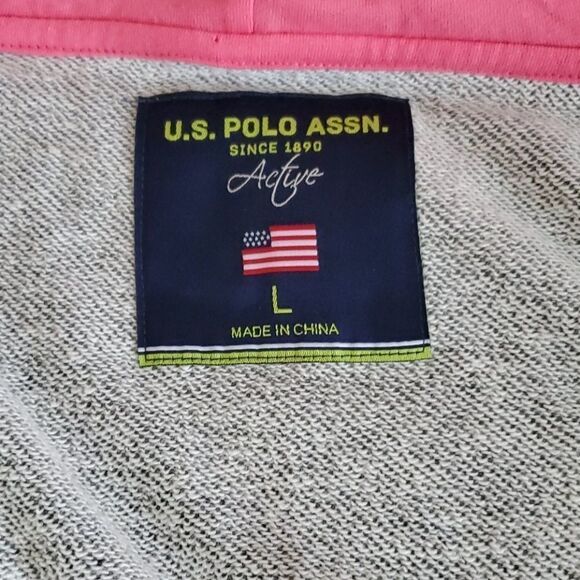 U.S. POLO ASSN.
SINCE 1890
Active
L
MADE IN CHINA